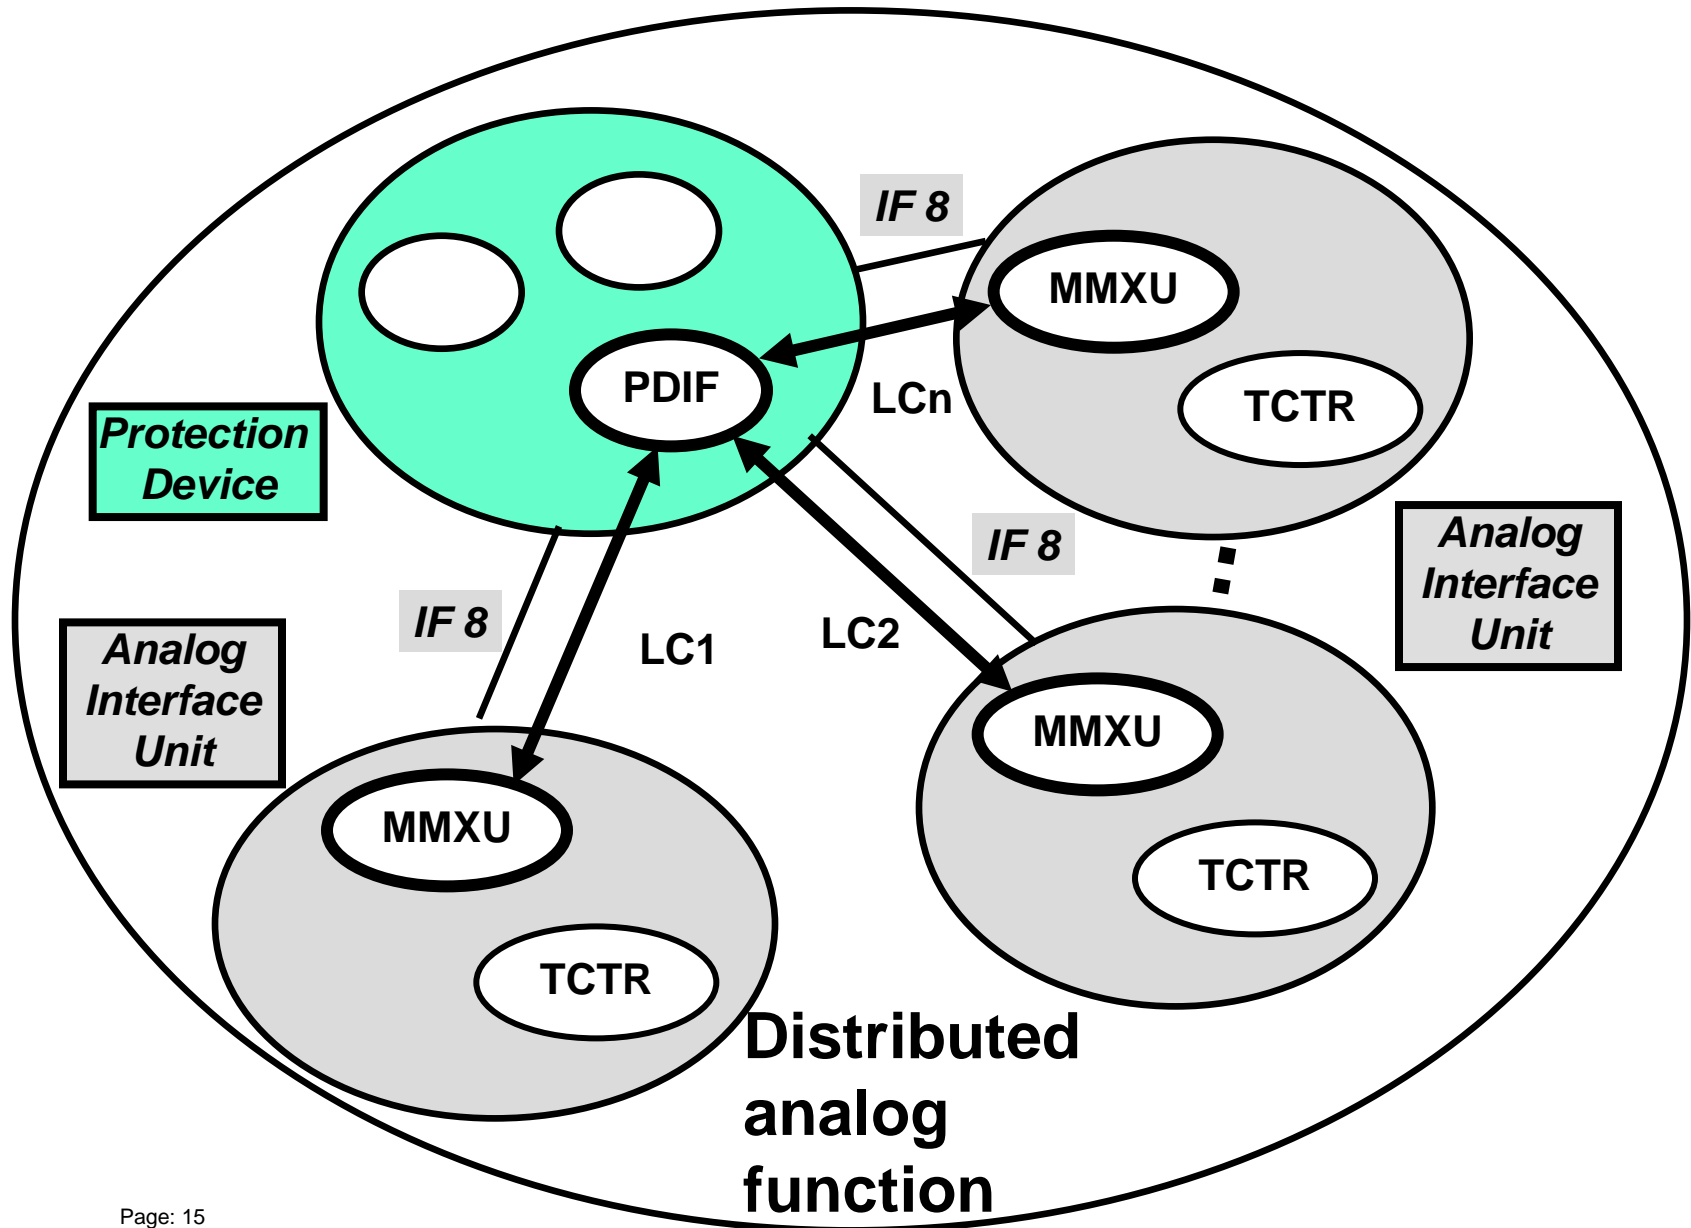 IF 8
MMXU
PDIF
LCn
TCTR
Protection
Device
IF 8
Analog
Interface
Unit
IF 8
LC1
LC2
Analog
Interface
Unit
MMXU
MMXU
TCTR
TCTR
Distributed
analog
function
Page: 15